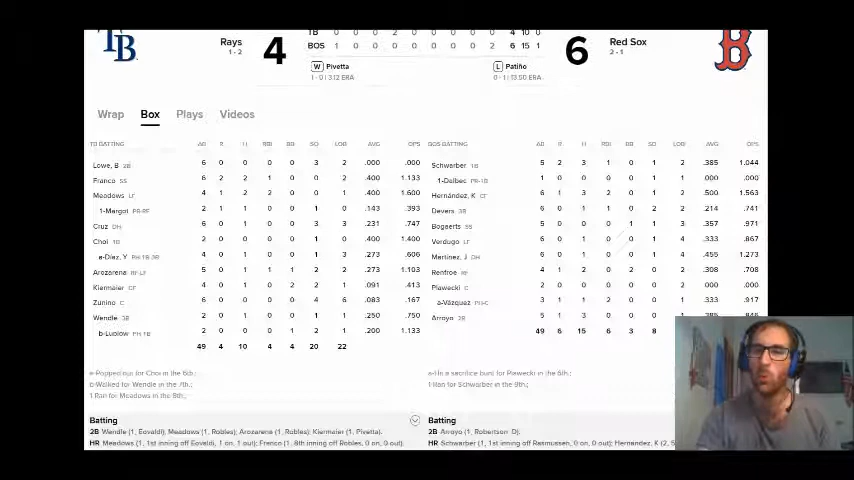 TB 0 0 0 2 0 0 0 0 0 4 10 0
Rays 4 BOS 1 0 0 0 0 0 0 0 2 6 15 1 6 Red Sox
1 - 2 2 - 1
W Pivetta L Patiño
1 - 0 | 3.12 ERA 0 - 1 | 13.50 ERA
Wrap Box Plays Videos
TB BATTING AB R H RBI BB SO LOB AVG OPS
Lowe, B 2B 6 0 0 0 0 3 2 .000 .000
Franco SS 6 2 2 1 0 0 2 .400 1.133
Meadows LF 4 1 2 2 0 0 1 .400 1.600
1-Margot PR-RF 2 1 1 0 0 1 0 .143 .393
Cruz DH 6 0 1 0 0 3 3 .231 .747
Choi 1B 2 0 0 0 0 1 0 .400 1.400
a-Díaz, Y PH-1B-3B 4 0 1 0 0 1 3 .273 .606
Arozarena RF-LF 5 0 1 1 1 2 2 .273 1.103
Kiermaier CF 4 0 1 0 2 2 1 .091 .413
Zunino C 6 0 0 0 0 4 6 .083 .167
Wendle 3B 2 0 1 0 0 1 1 .250 .750
b-Luplow PH-1B 2 0 0 0 1 2 1 .200 1.133
49 4 10 4 4 20 22
a-Popped out for Choi in the 6th.;
b-Walked for Wendle in the 7th.;
1 Ran for Meadows in the 8th.;
Batting
2B Wendle (1, Eovaldi); Meadows (1, Robles); Arozarena (1, Robles); Kiermaier (1, Pivetta).
HR Meadows (1, 1st inning off Eovaldi, 1 on, 1 out); Franco (1, 8th inning off Robles, 0 on, 0 out);
BOS BATTING AB R H RBI BB SO LOB AVG OPS
Schwarber 1B 5 2 3 1 0 1 2 .385 1.044
1-Dalbec PR-1B 1 0 0 0 0 1 1 .000 .000
Hernández, K CF 6 1 3 2 0 1 2 .500 1.563
Devers 3B 6 0 1 1 0 2 2 .214 .741
Bogaerts SS 5 0 0 0 1 1 3 .357 .971
Verdugo LF 6 0 1 0 0 1 4 .333 .867
Martinez, J DH 6 0 1 0 0 1 4 .455 1.273
Renfroe RF 4 1 2 0 2 0 2 .308 .708
Plawecki C 2 0 0 0 0 0 2 .000 .000
a-Vázquez PH-C 3 1 1 2 0 1 0 .333 .917
Arroyo 2B 5 1 3 0 0 0
49 6 15 6 3 8
a-Hit a sacrifice bunt for Plawecki in the 6th.;
1 Ran for Schwarber in the 9th.;
Batting
2B Arroyo (1, Robertson, D);
HR Schwarber (1, 1st inning off Rasmussen, 0 on, 0 out); Hernández, K (2, 5